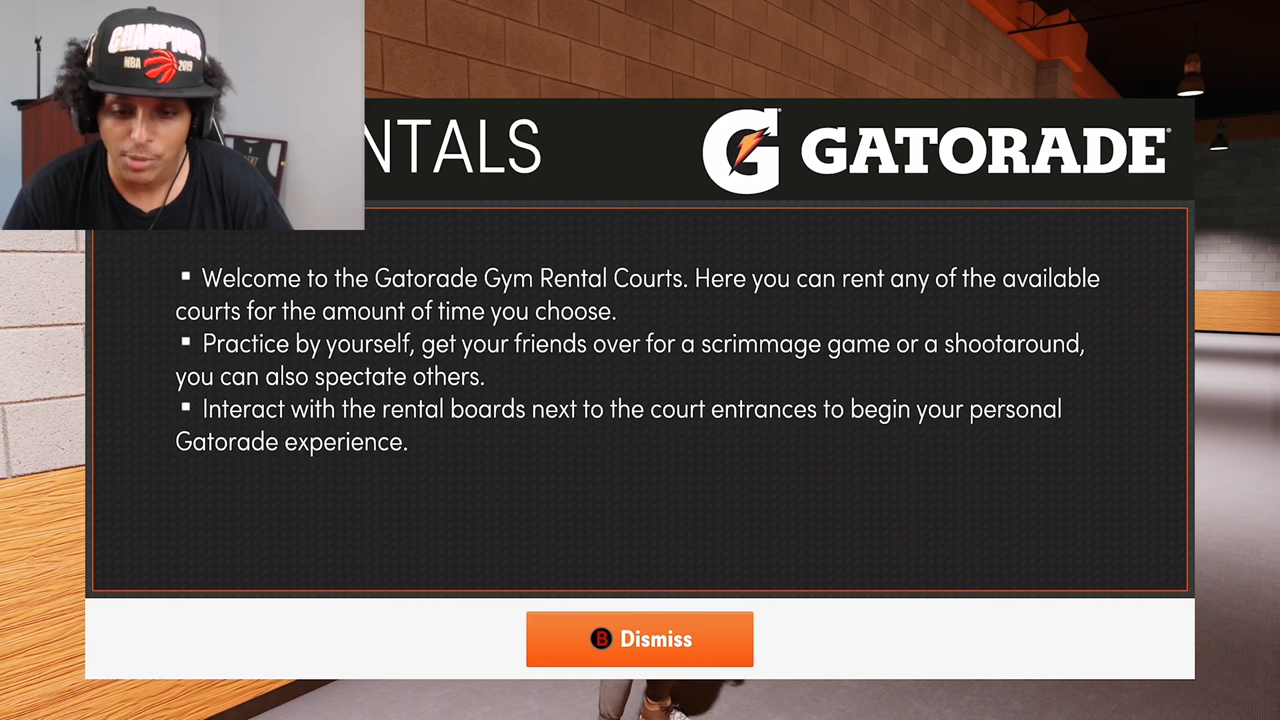 CHAMPIONS
NBA 2019
NTALS
G GATORADE
▪ Welcome to the Gatorade Gym Rental Courts. Here you can rent any of the available
courts for the amount of time you choose.
▪ Practice by yourself, get your friends over for a scrimmage game or a shootaround,
you can also spectate others.
▪ Interact with the rental boards next to the court entrances to begin your personal
Gatorade experience.
B Dismiss